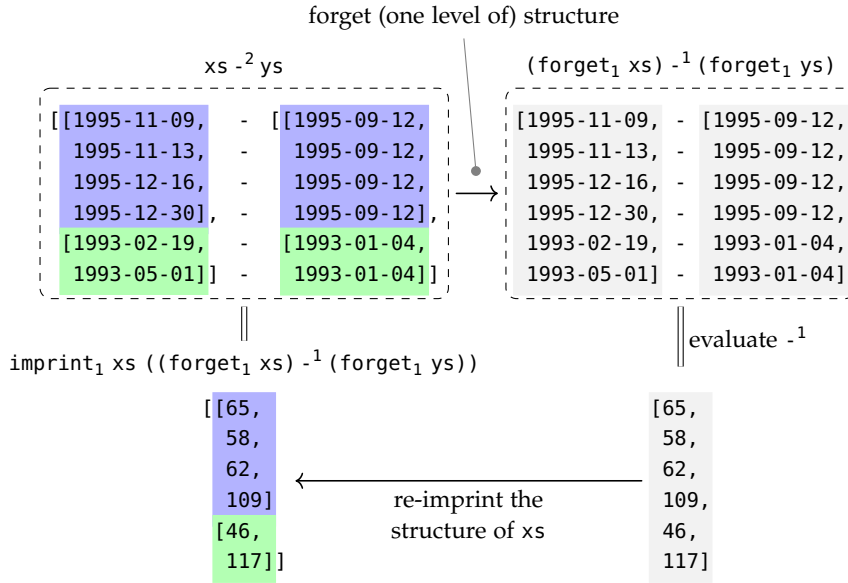 forget (one level of) structure
xs -² ys
(forget₁ xs) -¹ (forget₁ ys)
[[1995-11-09, - [[1995-09-12,
1995-11-13, - 1995-09-12,
1995-12-16, - 1995-09-12,
1995-12-30], - 1995-09-12],
[1993-02-19, - [1993-01-04,
1993-05-01]] - 1993-01-04]]
[1995-11-09, - [1995-09-12,
1995-11-13, - 1995-09-12,
1995-12-16, - 1995-09-12,
1995-12-30, - 1995-09-12,
1993-02-19, - 1993-01-04,
1993-05-01] - 1993-01-04]
evaluate -¹
imprint₁ xs ((forget₁ xs) -¹ (forget₁ ys))
[[65,
58,
62,
109]
[46,
117]]
re-imprint the
structure of xs
[65,
58,
62,
109,
46,
117]